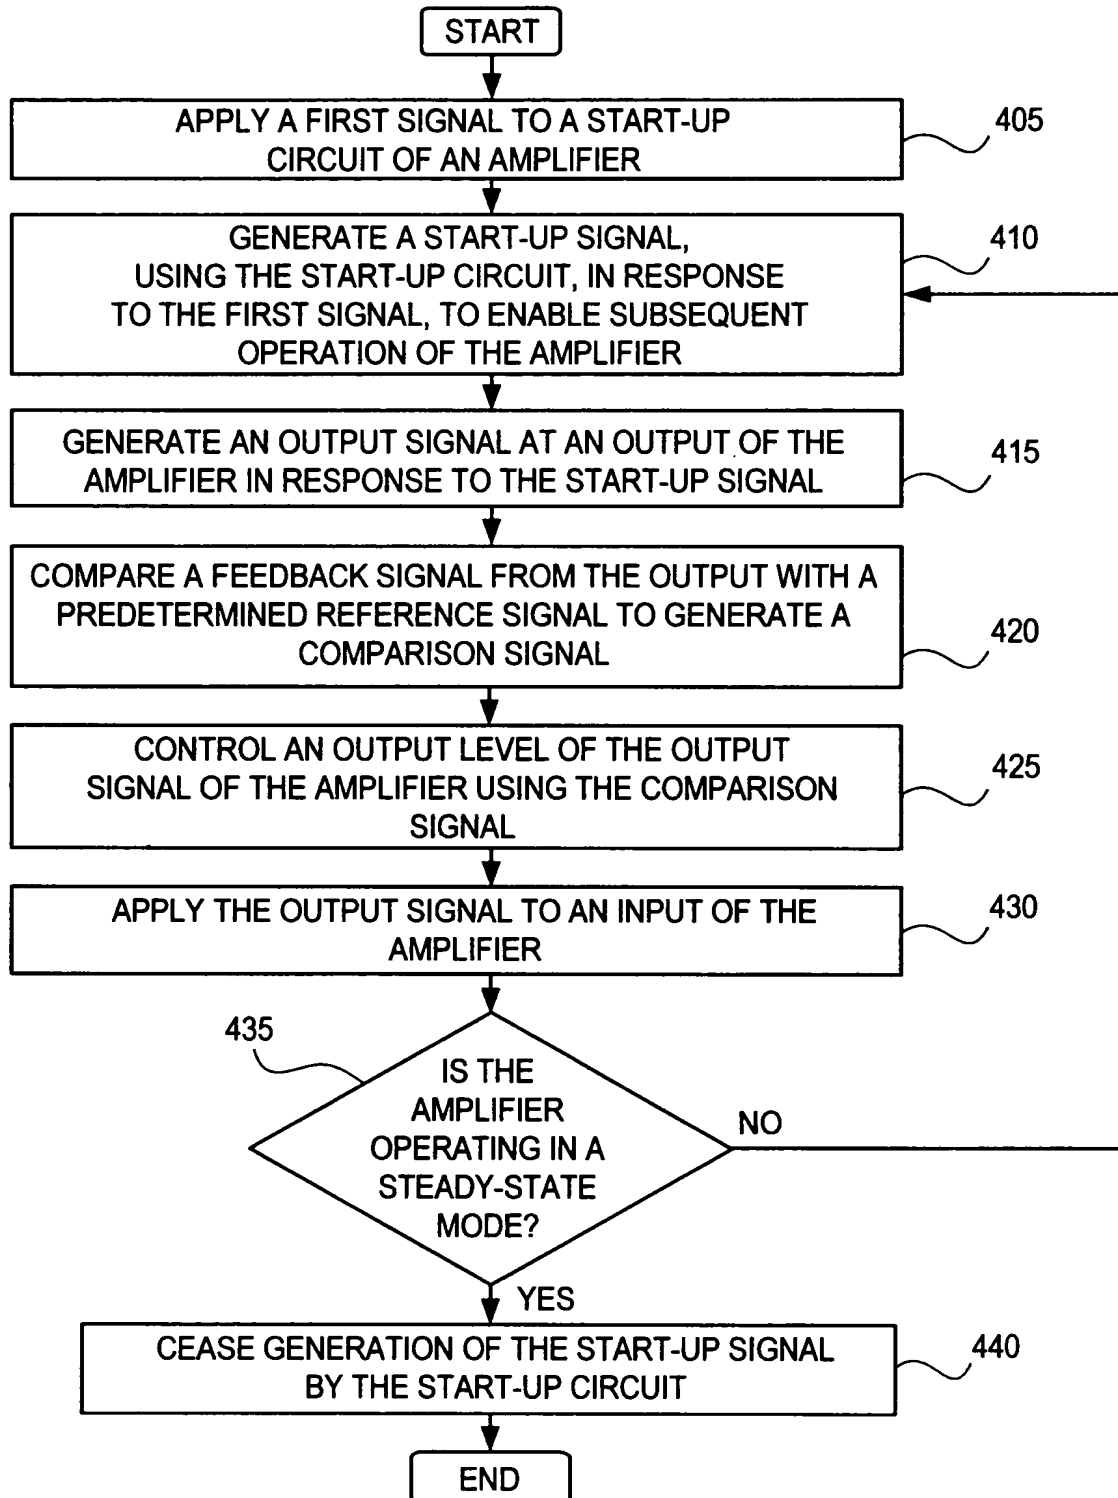 START
APPLY A FIRST SIGNAL TO A START-UP
CIRCUIT OF AN AMPLIFIER
405
GENERATE A START-UP SIGNAL,
USING THE START-UP CIRCUIT, IN RESPONSE
TO THE FIRST SIGNAL, TO ENABLE SUBSEQUENT
OPERATION OF THE AMPLIFIER
410
GENERATE AN OUTPUT SIGNAL AT AN OUTPUT OF THE
AMPLIFIER IN RESPONSE TO THE START-UP SIGNAL
415
COMPARE A FEEDBACK SIGNAL FROM THE OUTPUT WITH A
PREDETERMINED REFERENCE SIGNAL TO GENERATE A
COMPARISON SIGNAL
420
CONTROL AN OUTPUT LEVEL OF THE OUTPUT
SIGNAL OF THE AMPLIFIER USING THE COMPARISON
SIGNAL
425
APPLY THE OUTPUT SIGNAL TO AN INPUT OF THE
AMPLIFIER
430
435
IS THE
AMPLIFIER
OPERATING IN A
STEADY-STATE
MODE?
NO
YES
CEASE GENERATION OF THE START-UP SIGNAL
BY THE START-UP CIRCUIT
440
END